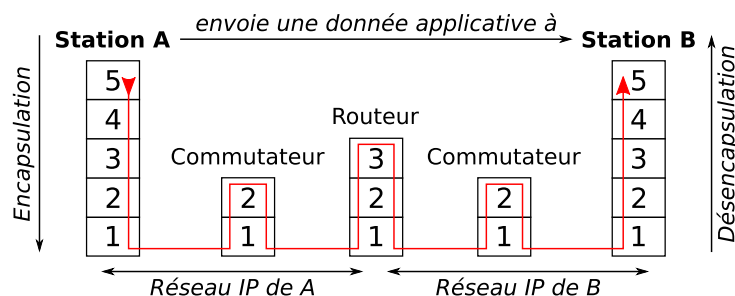 envoie une donnée applicative à
Station A
Station B
Encapsulation
Désencapsulation
5
4
3
2
1
Commutateur
2
1
Routeur
3
2
1
Commutateur
2
1
5
4
3
2
1
Réseau IP de A
Réseau IP de B